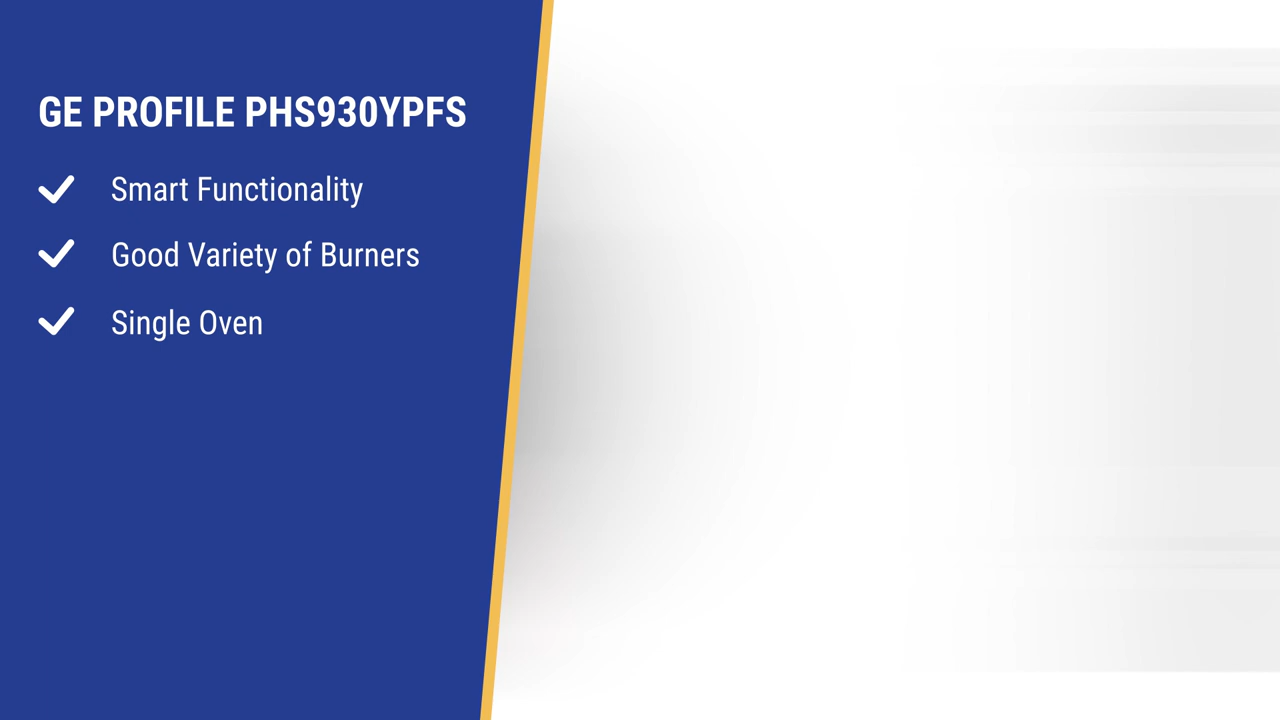 GE PROFILE PHS930YPFS
Smart Functionality
Good Variety of Burners
Single Oven